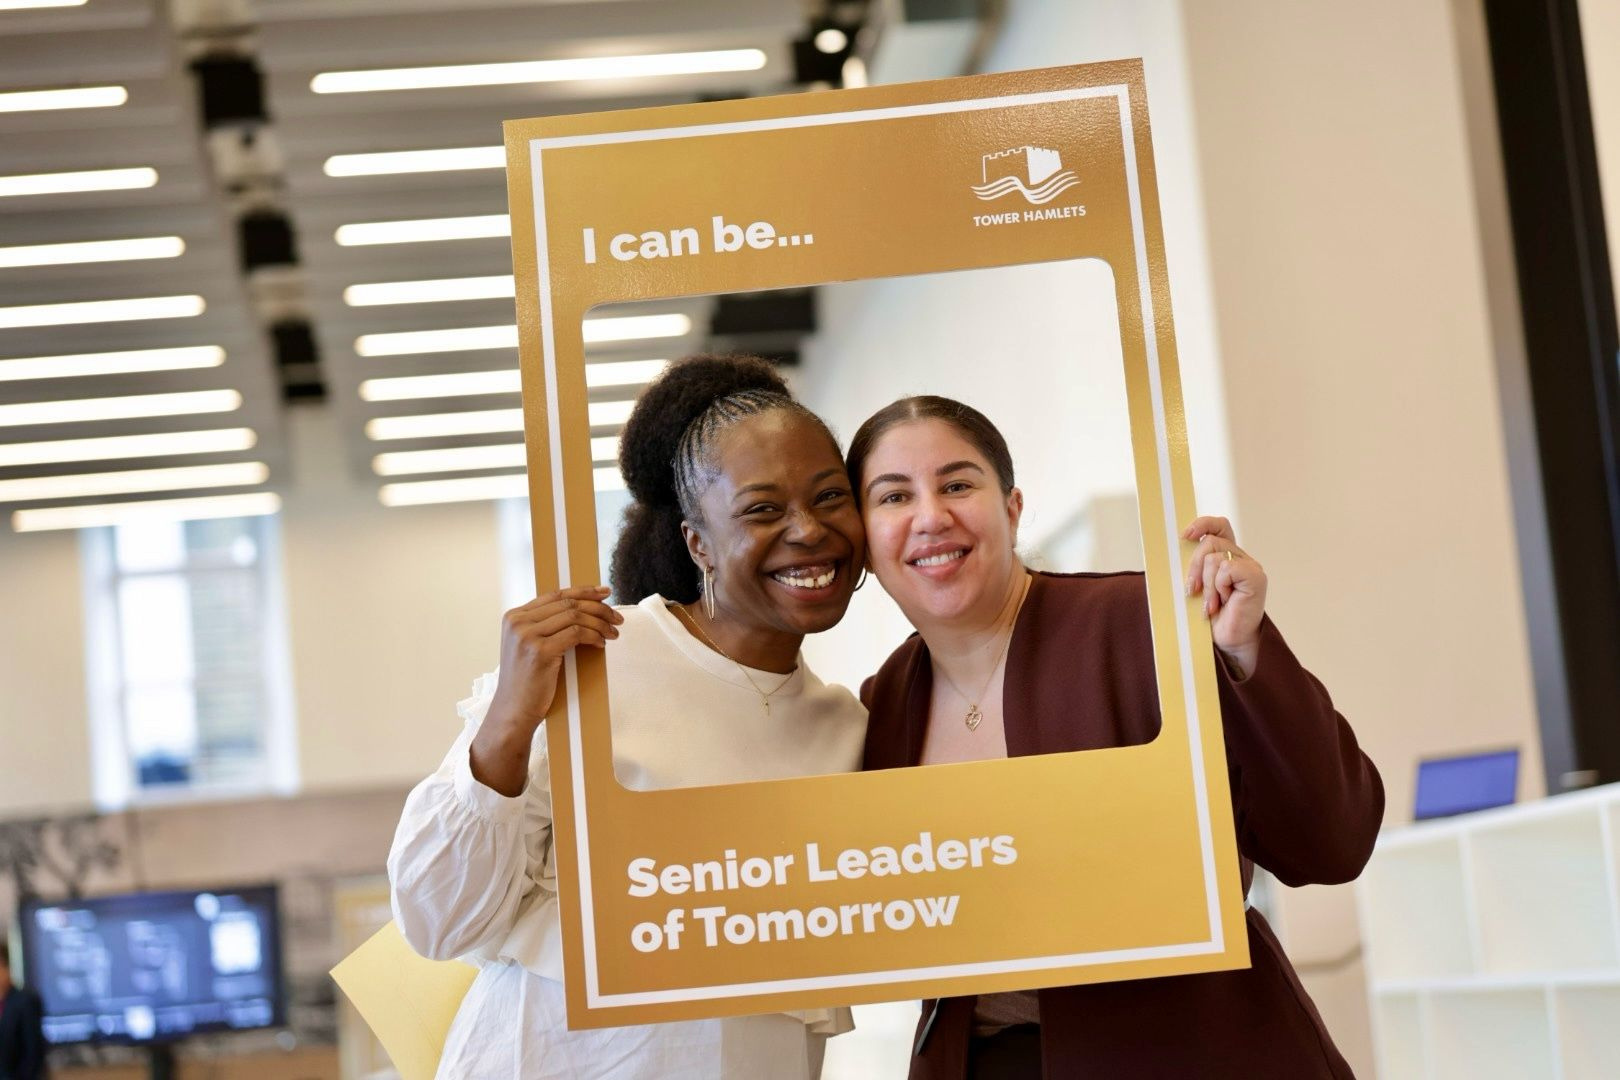 I can be...
TOWER HAMLETS
Senior Leaders
of Tomorrow